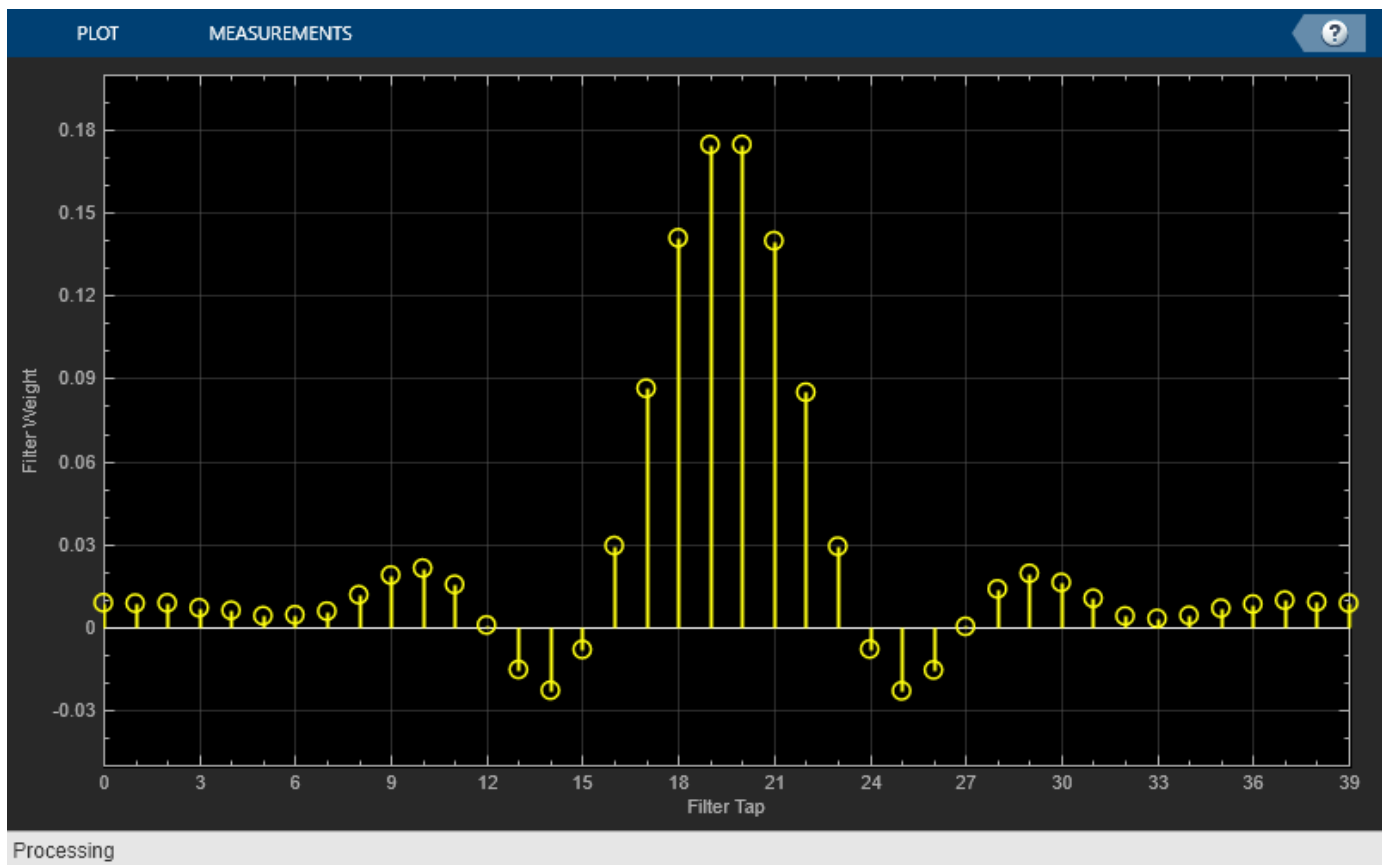 PLOT MEASUREMENTS ?
0.18
0.15
0.12
0.09
0.06
0.03
0
-0.03
Filter Weight
0 3 6 9 12 15 18 21 24 27 30 33 36 39
Filter Tap
Processing